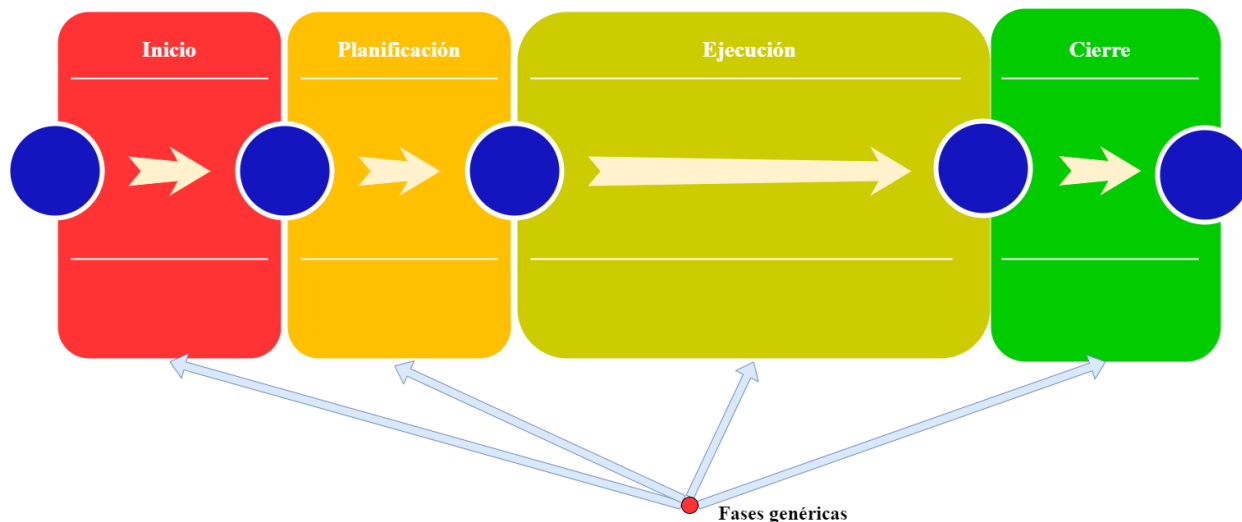 Inicio
Planificación
Ejecución
Cierre
Fases genéricas